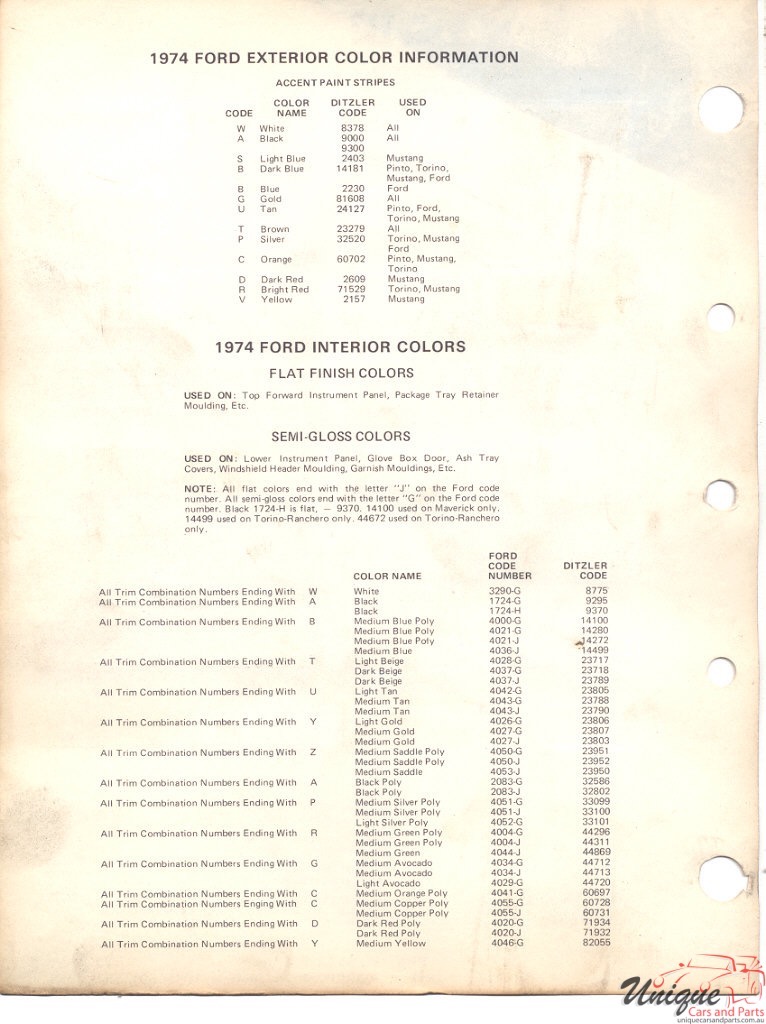 1974 FORD EXTERIOR COLOR INFORMATION
ACCENT PAINT STRIPES
COLOR DITZLER USED
CODE NAME CODE ON
W White 8378 All
A Black 9000 All
9300
S Light Blue 2403 Mustang
B Dark Blue 14181 Pinto, Torino,
Mustang, Ford
B Blue 2230 Ford
G Gold 81608 All
U Tan 24127 Pinto, Ford,
Torino, Mustang
T Brown 23279 All
P Silver 32520 Torino, Mustang
Ford
C Orange 60702 Pinto, Mustang,
Torino
D Dark Red 2609 Mustang
R Bright Red 71529 Torino, Mustang
V Yellow 2157 Mustang
1974 FORD INTERIOR COLORS
FLAT FINISH COLORS
USED ON: Top Forward Instrument Panel, Package Tray Retainer
Moulding, Etc.
SEMI-GLOSS COLORS
USED ON: Lower Instrument Panel, Glove Box Door, Ash Tray
Covers, Windshield Header Moulding, Garnish Mouldings, Etc.
NOTE: All flat colors end with the letter "J" on the Ford code
number. All semi-gloss colors end with the letter "G" on the Ford code
number. Black 1724-H is flat, — 9370. 14100 used on Maverick only.
14499 used on Torino-Ranchero only. 44672 used on Torino-Ranchero
only.
FORD
CODE DITZLER
COLOR NAME NUMBER CODE
All Trim Combination Numbers Ending With W White 3290-G 8775
All Trim Combination Numbers Ending With A Black 1724-G 9295
Black 1724-H 9370
All Trim Combination Numbers Ending With B Medium Blue Poly 4000-G 14100
Medium Blue Poly 4021-G 14280
Medium Blue Poly 4021-J 14272
Medium Blue 4036-J 14499
All Trim Combination Numbers Ending With T Light Beige 4028-G 23717
Dark Beige 4037-G 23718
Dark Beige 4037-J 23789
All Trim Combination Numbers Ending With U Light Tan 4042-G 23805
Medium Tan 4043-G 23788
Medium Tan 4043-J 23790
All Trim Combination Numbers Ending With Y Light Gold 4026-G 23806
Medium Gold 4027-G 23807
Medium Gold 4027-J 23803
All Trim Combination Numbers Ending With Z Medium Saddle Poly 4050-G 23951
Medium Saddle Poly 4050-J 23952
Medium Saddle 4053-J 23950
All Trim Combination Numbers Ending With A Black Poly 2083-G 32586
Black Poly 2083-J 32802
All Trim Combination Numbers Ending With P Medium Silver Poly 4051-G 33099
Medium Silver Poly 4051-J 33100
Light Silver Poly 4052-G 33101
All Trim Combination Numbers Ending With R Medium Green Poly 4004-G 44296
Medium Green Poly 4004-J 44311
Medium Green 4044-J 44869
All Trim Combination Numbers Ending With G Medium Avocado 4034-G 44712
Medium Avocado 4034-J 44713
Light Avocado 4029-G 44720
All Trim Combination Numbers Ending With C Medium Orange Poly 4041-G 60697
All Trim Combination Numbers Enging With C Medium Copper Poly 4055-G 60728
Medium Copper Poly 4055-J 60731
All Trim Combination Numbers Ending With D Dark Red Poly 4020-G 71934
Dark Red Poly 4020-J 71932
All Trim Combination Numbers Ending With Y Medium Yellow 4046-G 82055
Unique
Cars and Parts
uniquecarsandparts.com.au